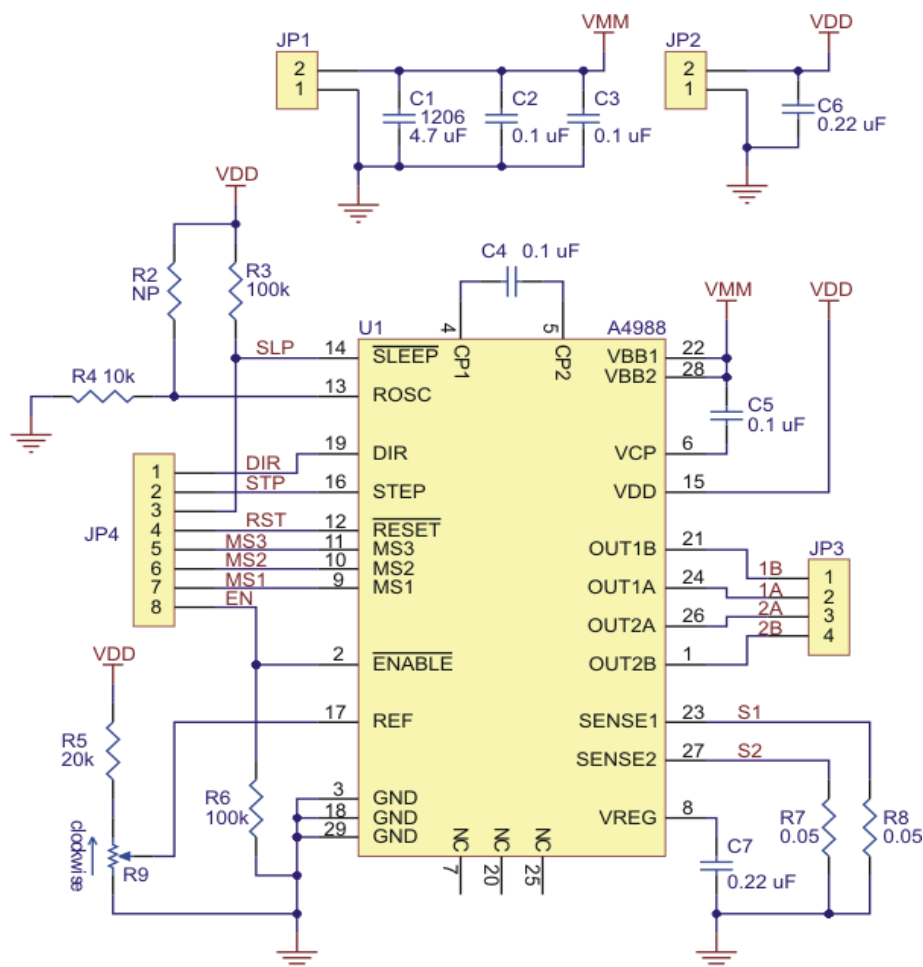 JP1
2
1
VMM
C1
1206
4.7 uF
C2
0.1 uF
C3
0.1 uF
JP2
2
1
VDD
C6
0.22 uF
VDD
R2
NP
R3
100k
R4 10k
C4 0.1 uF
4
5
U1
A4988
CP1
CP2
SLP
14
SLEEP
13
ROSC
19
DIR
16
STEP
12
RESET
11
MS3
10
MS2
9
MS1
2
ENABLE
17
REF
3
GND
18
GND
29
GND
VMM
VDD
VBB1
22
VBB2
28
C5
0.1 uF
VCP
6
VDD
15
OUT1B
21
OUT1A
24
OUT2A
26
OUT2B
1
SENSE1
23
S1
SENSE2
27
S2
VREG
8
JP4
1
2
3
4
5
6
7
8
DIR
STP
RST
MS3
MS2
MS1
EN
JP3
1
2
3
4
1B
1A
2A
2B
VDD
R5
20k
clockwise
R9
R6
100k
NC
NC
NC
7
20
25
C7
0.22 uF
R7
0.05
R8
0.05